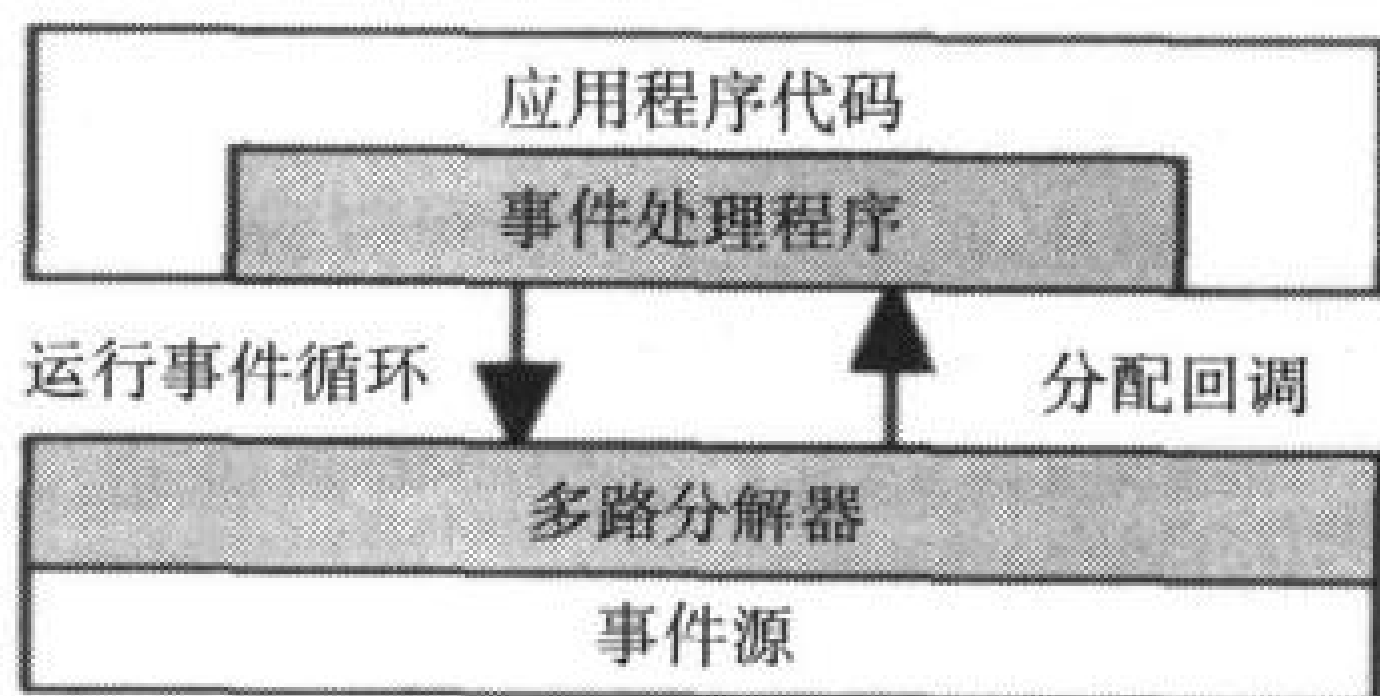 应用程序代码
事件处理程序
运行事件循环
分配回调
多路分解器
事件源